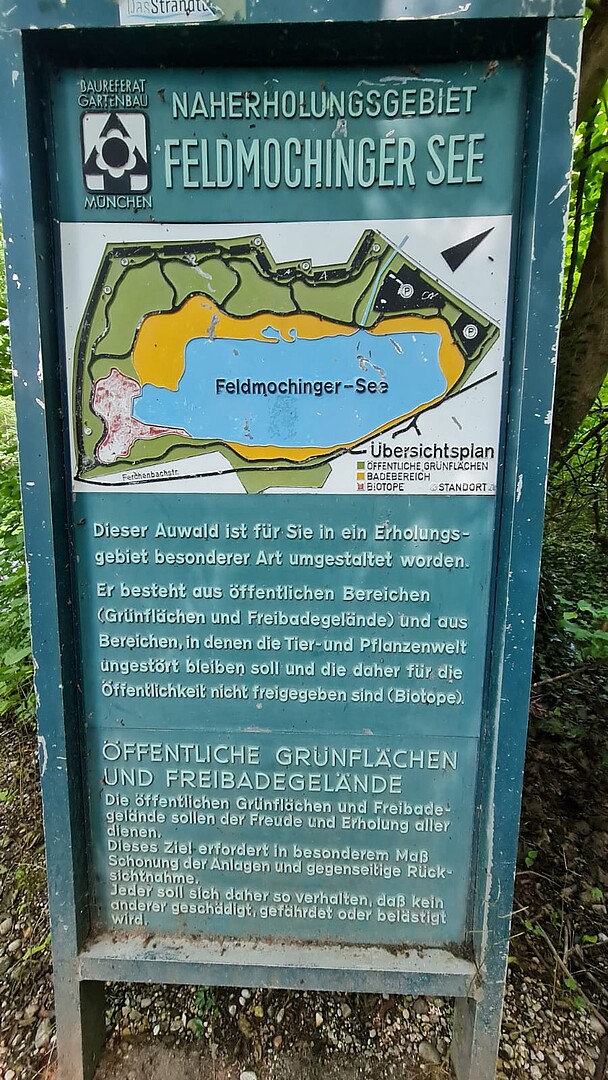 DasStrandb
BAUREFERAT
GARTENBAU
MÜNCHEN
NAHERHOLUNGSGEBIET
FELDMOCHINGER SEE
P
P
Feldmochinger-See
Ferchenbachstr.
Übersichtsplan
ÖFFENTLICHE GRÜNFLÄCHEN
BADEBEREICH
BIOTOPE
STANDORT
Dieser Auwald ist für Sie in ein Erholungs-
gebiet besonderer Art umgestaltet worden.
Er besteht aus öffentlichen Bereichen
(Grünflächen und Freibadegelände) und aus
Bereichen, in denen die Tier- und Pflanzenwelt
ungestört bleiben soll und die daher für die
Öffentlichkeit nicht freigegeben sind (Biotope).
ÖFFENTLICHE GRÜNFLÄCHEN
UND FREIBADEGELÄNDE
Die öffentlichen Grünflächen und Freibade-
gelände sollen der Freude und Erholung aller
dienen.
Dieses Ziel erfordert in besonderem Maß
Schonung der Anlagen und gegenseitige Rück-
sichtnahme.
Jeder soll sich daher so verhalten, daß kein
anderer geschädigt, gefährdet oder belästigt
wird.